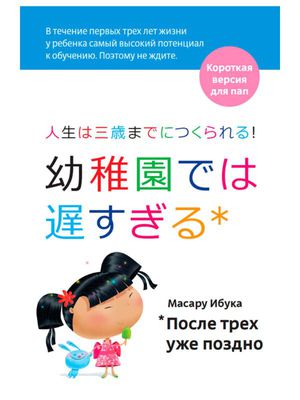 В течение первых трех лет жизни
у ребенка самый высокий потенциал
к обучению. Поэтому не ждите.
Короткая
версия
для пап
人生は三歳までにつくられる!
幼稚園では
遅すぎる*
Масару Ибука
*После трех
уже поздно